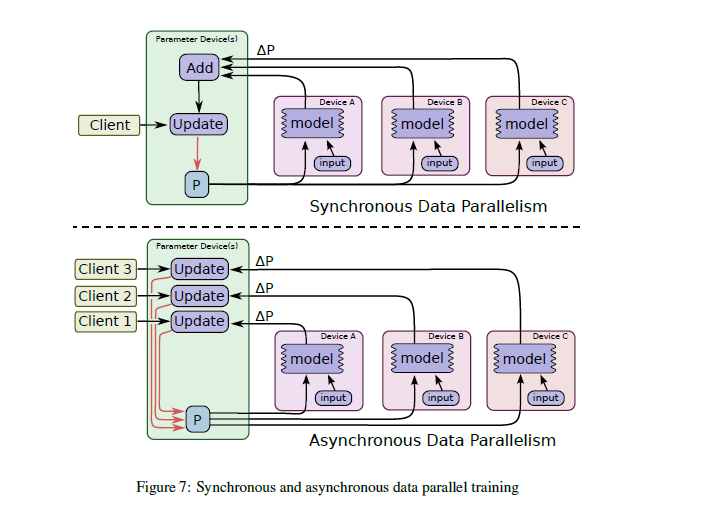 Parameter Device(s)
ΔP
Add
Device A
Device B
Device C
Client
Update
model
model
model
input
input
input
P
Synchronous Data Parallelism
Parameter Device(s)
Client 3
Update
ΔP
Client 2
Update
ΔP
Client 1
Update
ΔP
Device A
Device B
Device C
model
model
model
input
input
input
P
Asynchronous Data Parallelism
Figure 7: Synchronous and asynchronous data parallel training